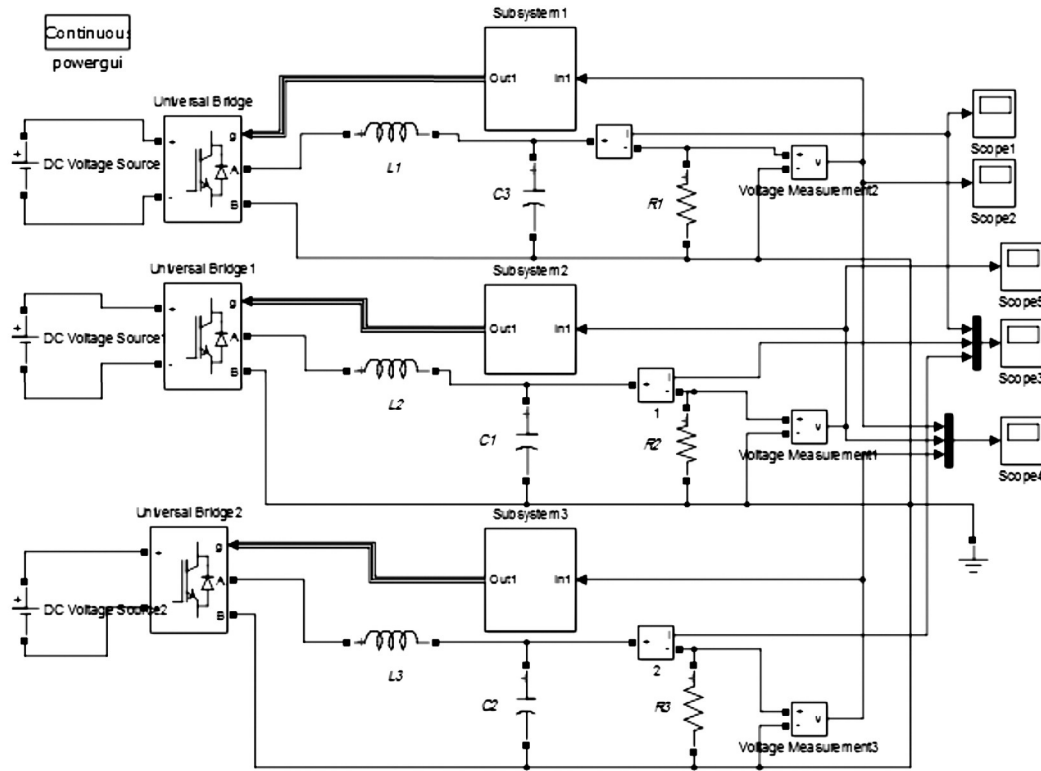 Continuous
powergui
Subsystem1
Out1
In1
Universal Bridge
g
+
A
-
B
+
DC Voltage Source
+
L1
+
C3
+
i
-
+
R1
+
-
v
Voltage Measurement2
Scope1
Scope2
Universal Bridge1
g
+
A
-
B
+
DC Voltage Source1
Subsystem2
Out1
In1
+
L2
+
C1
+
i
-
1
+
R2
+
-
v
Voltage Measurement1
Scope5
Scope3
Scope4
Universal Bridge2
g
+
A
-
B
+
DC Voltage Source2
Subsystem3
Out1
In1
+
L3
+
C2
+
i
-
2
+
R3
+
-
v
Voltage Measurement3